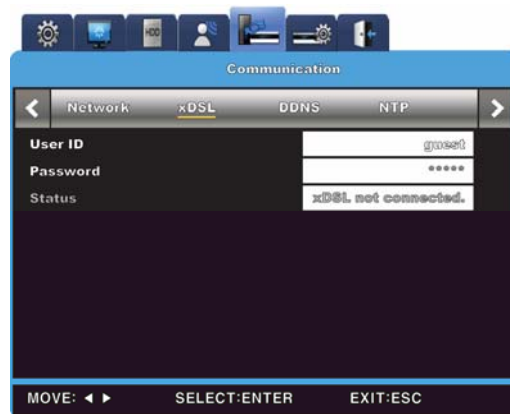 HDD
Communication
Network xDSL DDNS NTP
User ID guest
Password *****
Status xDSL not connected.
MOVE: ◀ ▶ SELECT:ENTER EXIT:ESC